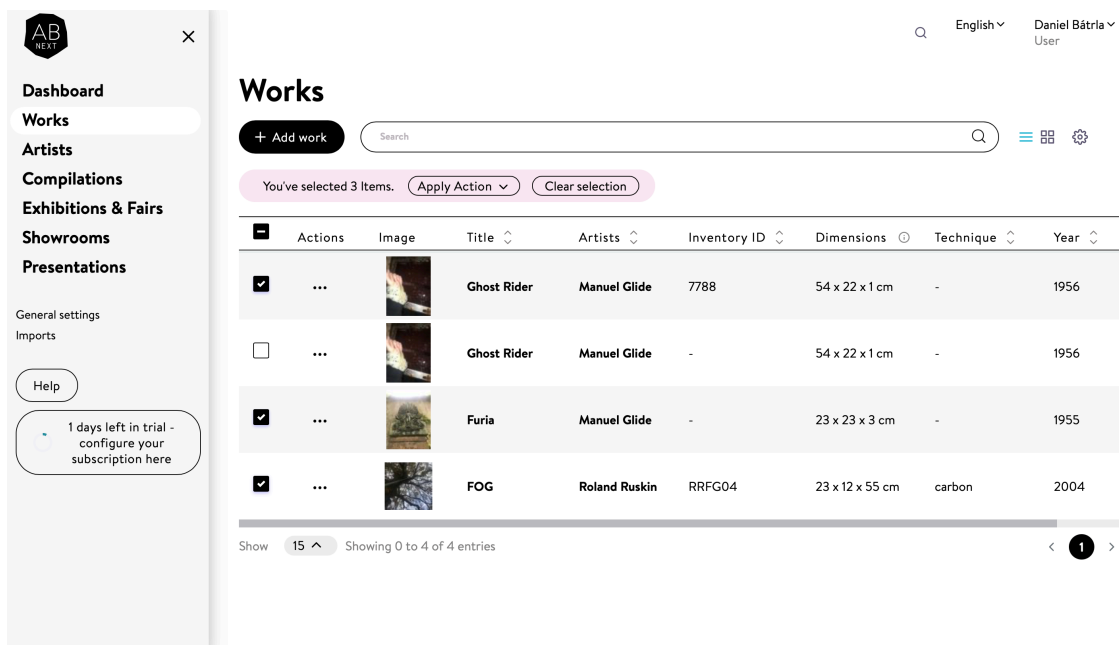 AB
NEXT
English
Daniel Bátrla
User
Dashboard
Works
Artists
Compilations
Exhibitions & Fairs
Showrooms
Presentations
General settings
Imports
Help
1 days left in trial -
configure your
subscription here
Works
+ Add work
Search
You've selected 3 Items.
Apply Action
Clear selection
Actions Image Title Artists Inventory ID Dimensions Technique Year
... Ghost Rider Manuel Glide 7788 54 x 22 x 1 cm - 1956
... Ghost Rider Manuel Glide - 54 x 22 x 1 cm - 1956
... Furia Manuel Glide - 23 x 23 x 3 cm - 1955
... FOG Roland Ruskin RRFG04 23 x 12 x 55 cm carbon 2004
Show 15 Showing 0 to 4 of 4 entries < 1 >